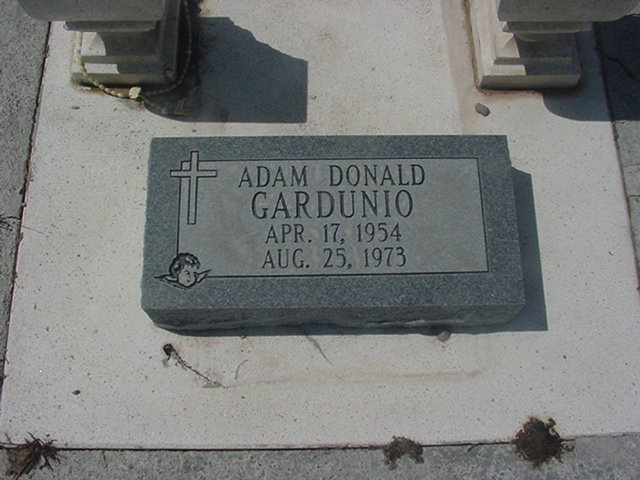 ADAM DONALD
GARDUNIO
APR. 17, 1954
AUG. 25, 1973